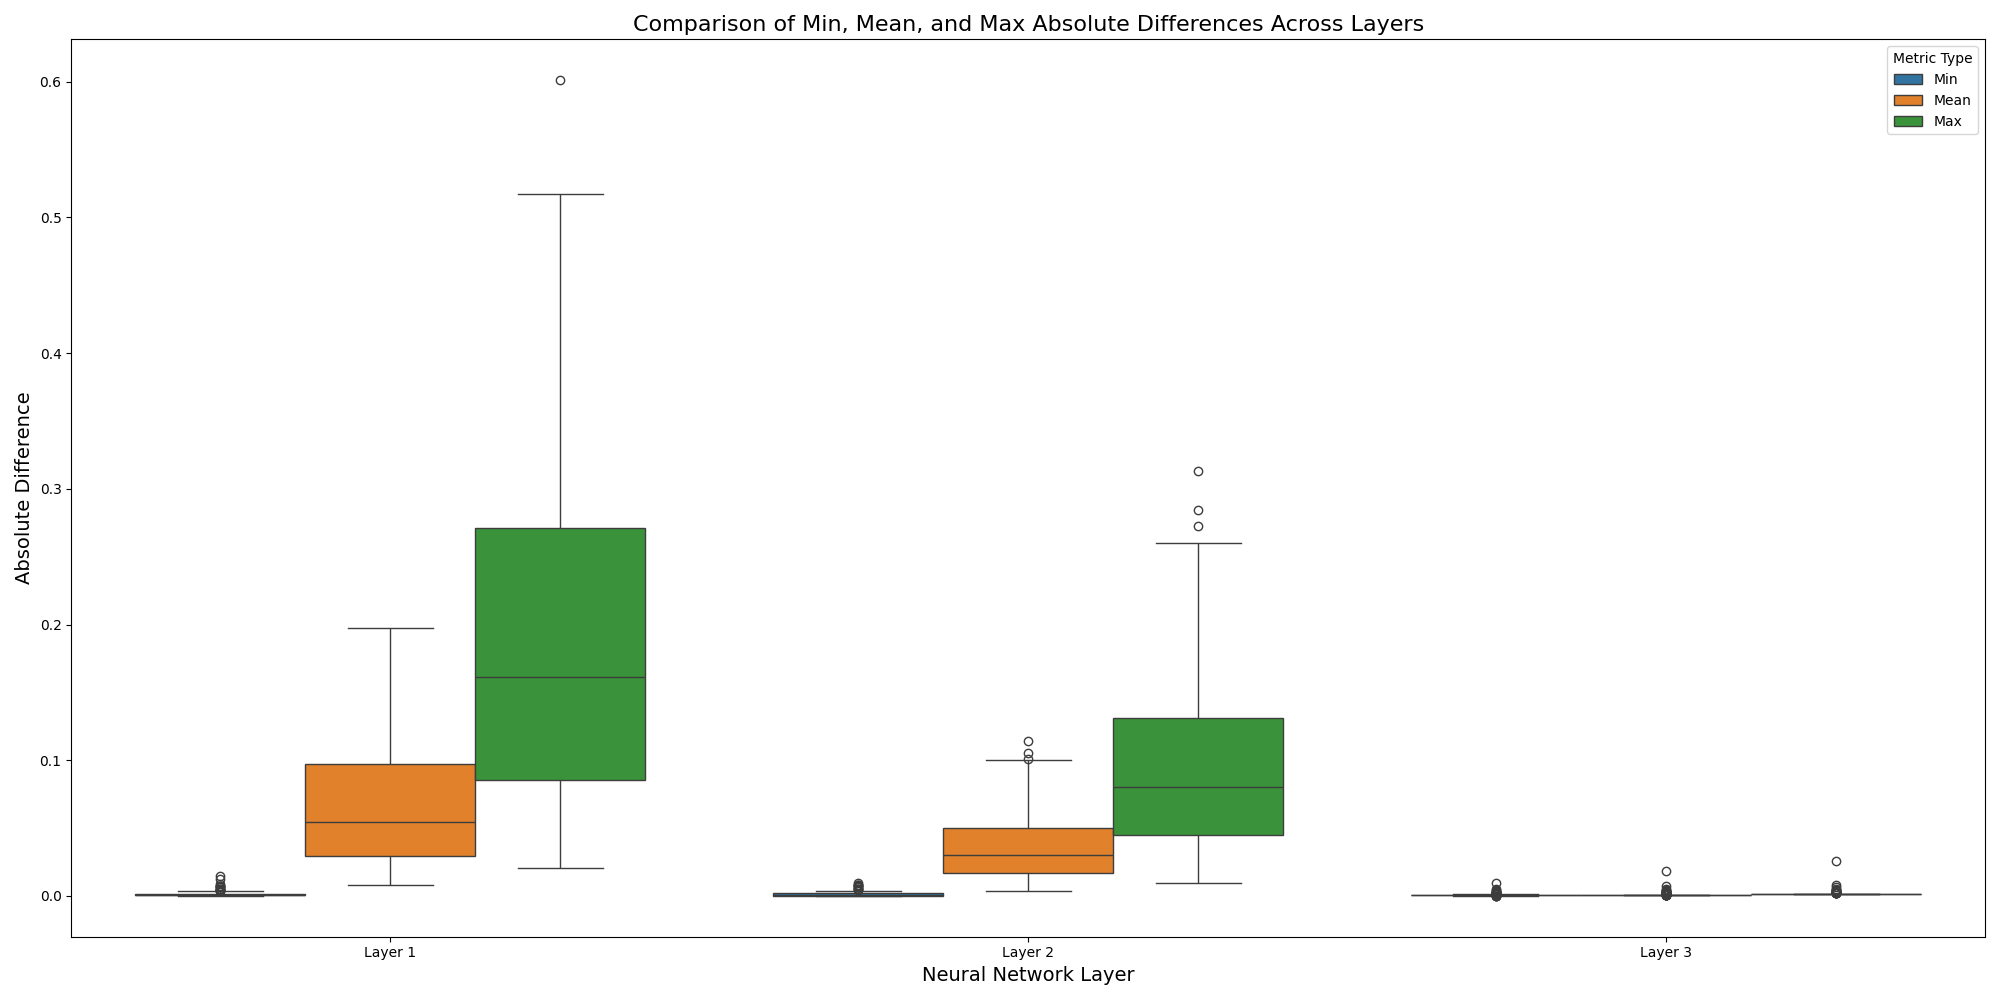 Comparison of Min, Mean, and Max Absolute Differences Across Layers
Metric Type
Min
Mean
Max
Absolute Difference
0.6
0.5
0.4
0.3
0.2
0.1
0.0
Layer 1
Layer 2
Layer 3
Neural Network Layer